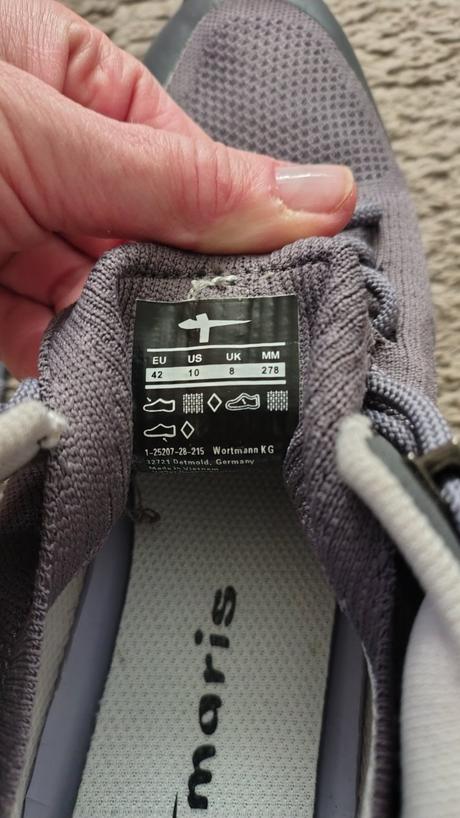 EU US UK MM
42 10 8 278
1-25207-28-215 Wortmann KG
32721 Detmold, Germany
Made in Vietnam
maris